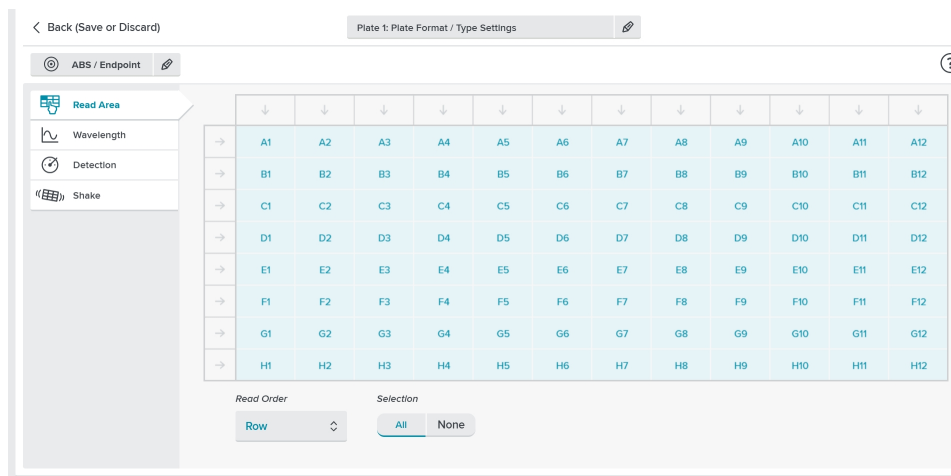 Back (Save or Discard)
Plate 1: Plate Format / Type Settings
ABS / Endpoint
?
Read Area
Wavelength
Detection
Shake
A1 A2 A3 A4 A5 A6 A7 A8 A9 A10 A11 A12
B1 B2 B3 B4 B5 B6 B7 B8 B9 B10 B11 B12
C1 C2 C3 C4 C5 C6 C7 C8 C9 C10 C11 C12
D1 D2 D3 D4 D5 D6 D7 D8 D9 D10 D11 D12
E1 E2 E3 E4 E5 E6 E7 E8 E9 E10 E11 E12
F1 F2 F3 F4 F5 F6 F7 F8 F9 F10 F11 F12
G1 G2 G3 G4 G5 G6 G7 G8 G9 G10 G11 G12
H1 H2 H3 H4 H5 H6 H7 H8 H9 H10 H11 H12
Read Order Selection
Row All None